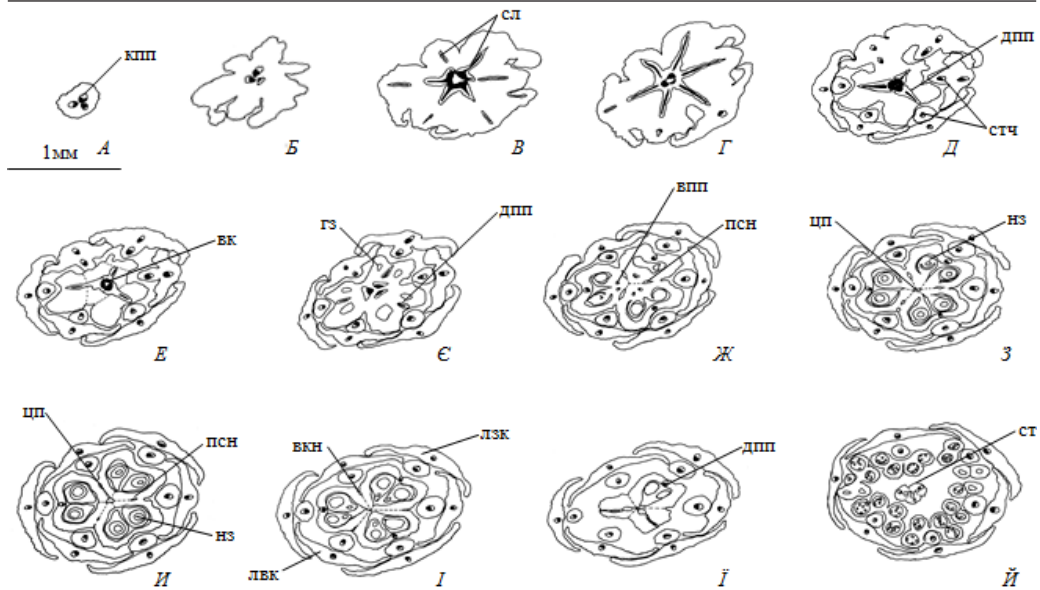 сл
кпп
дпп
стч
1мм
А
Б
В
Г
Д
впп
гз
дпп
псн
цп
нз
вк
Е
Є
Ж
З
цп
псн
вкн
лзк
дпп
ст
нз
лвк
И
І
Ї
Й